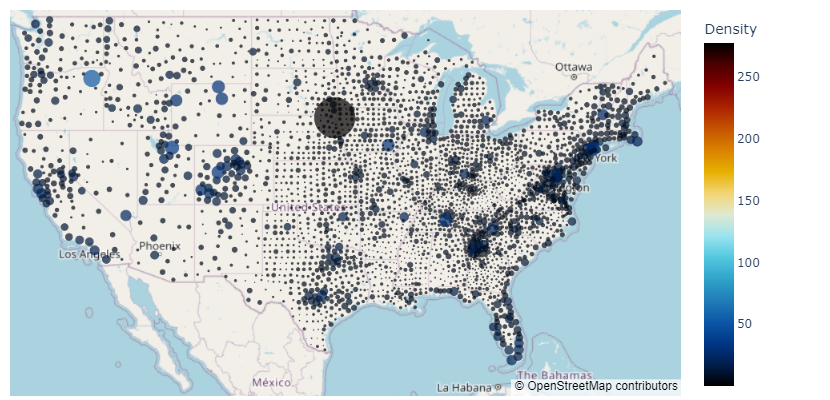 Density
Ottawa
250
200
York
150
United States
Phoenix
Los Angeles
100
50
México
The Bahamas
La Habana
© OpenStreetMap contributors